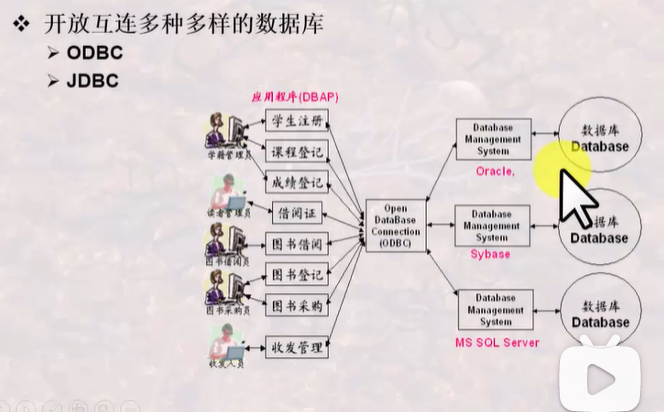 ❖ 开放互连多种多样的数据库
➢ ODBC
➢ JDBC
应用程序(DBAP)
学生注册
课程登记
成绩登记
借阅证
图书借阅
图书登记
图书采购
收发管理
学籍管理员
读者管理员
图书借阅员
图书采购员
收发人员
Open
DataBase
Connection
(ODBC)
Database
Management
System
Oracle,
Database
Management
System
Sybase
Database
Management
System
MS SQL Server
数据库
Database
数据库
Database
数据库
Database